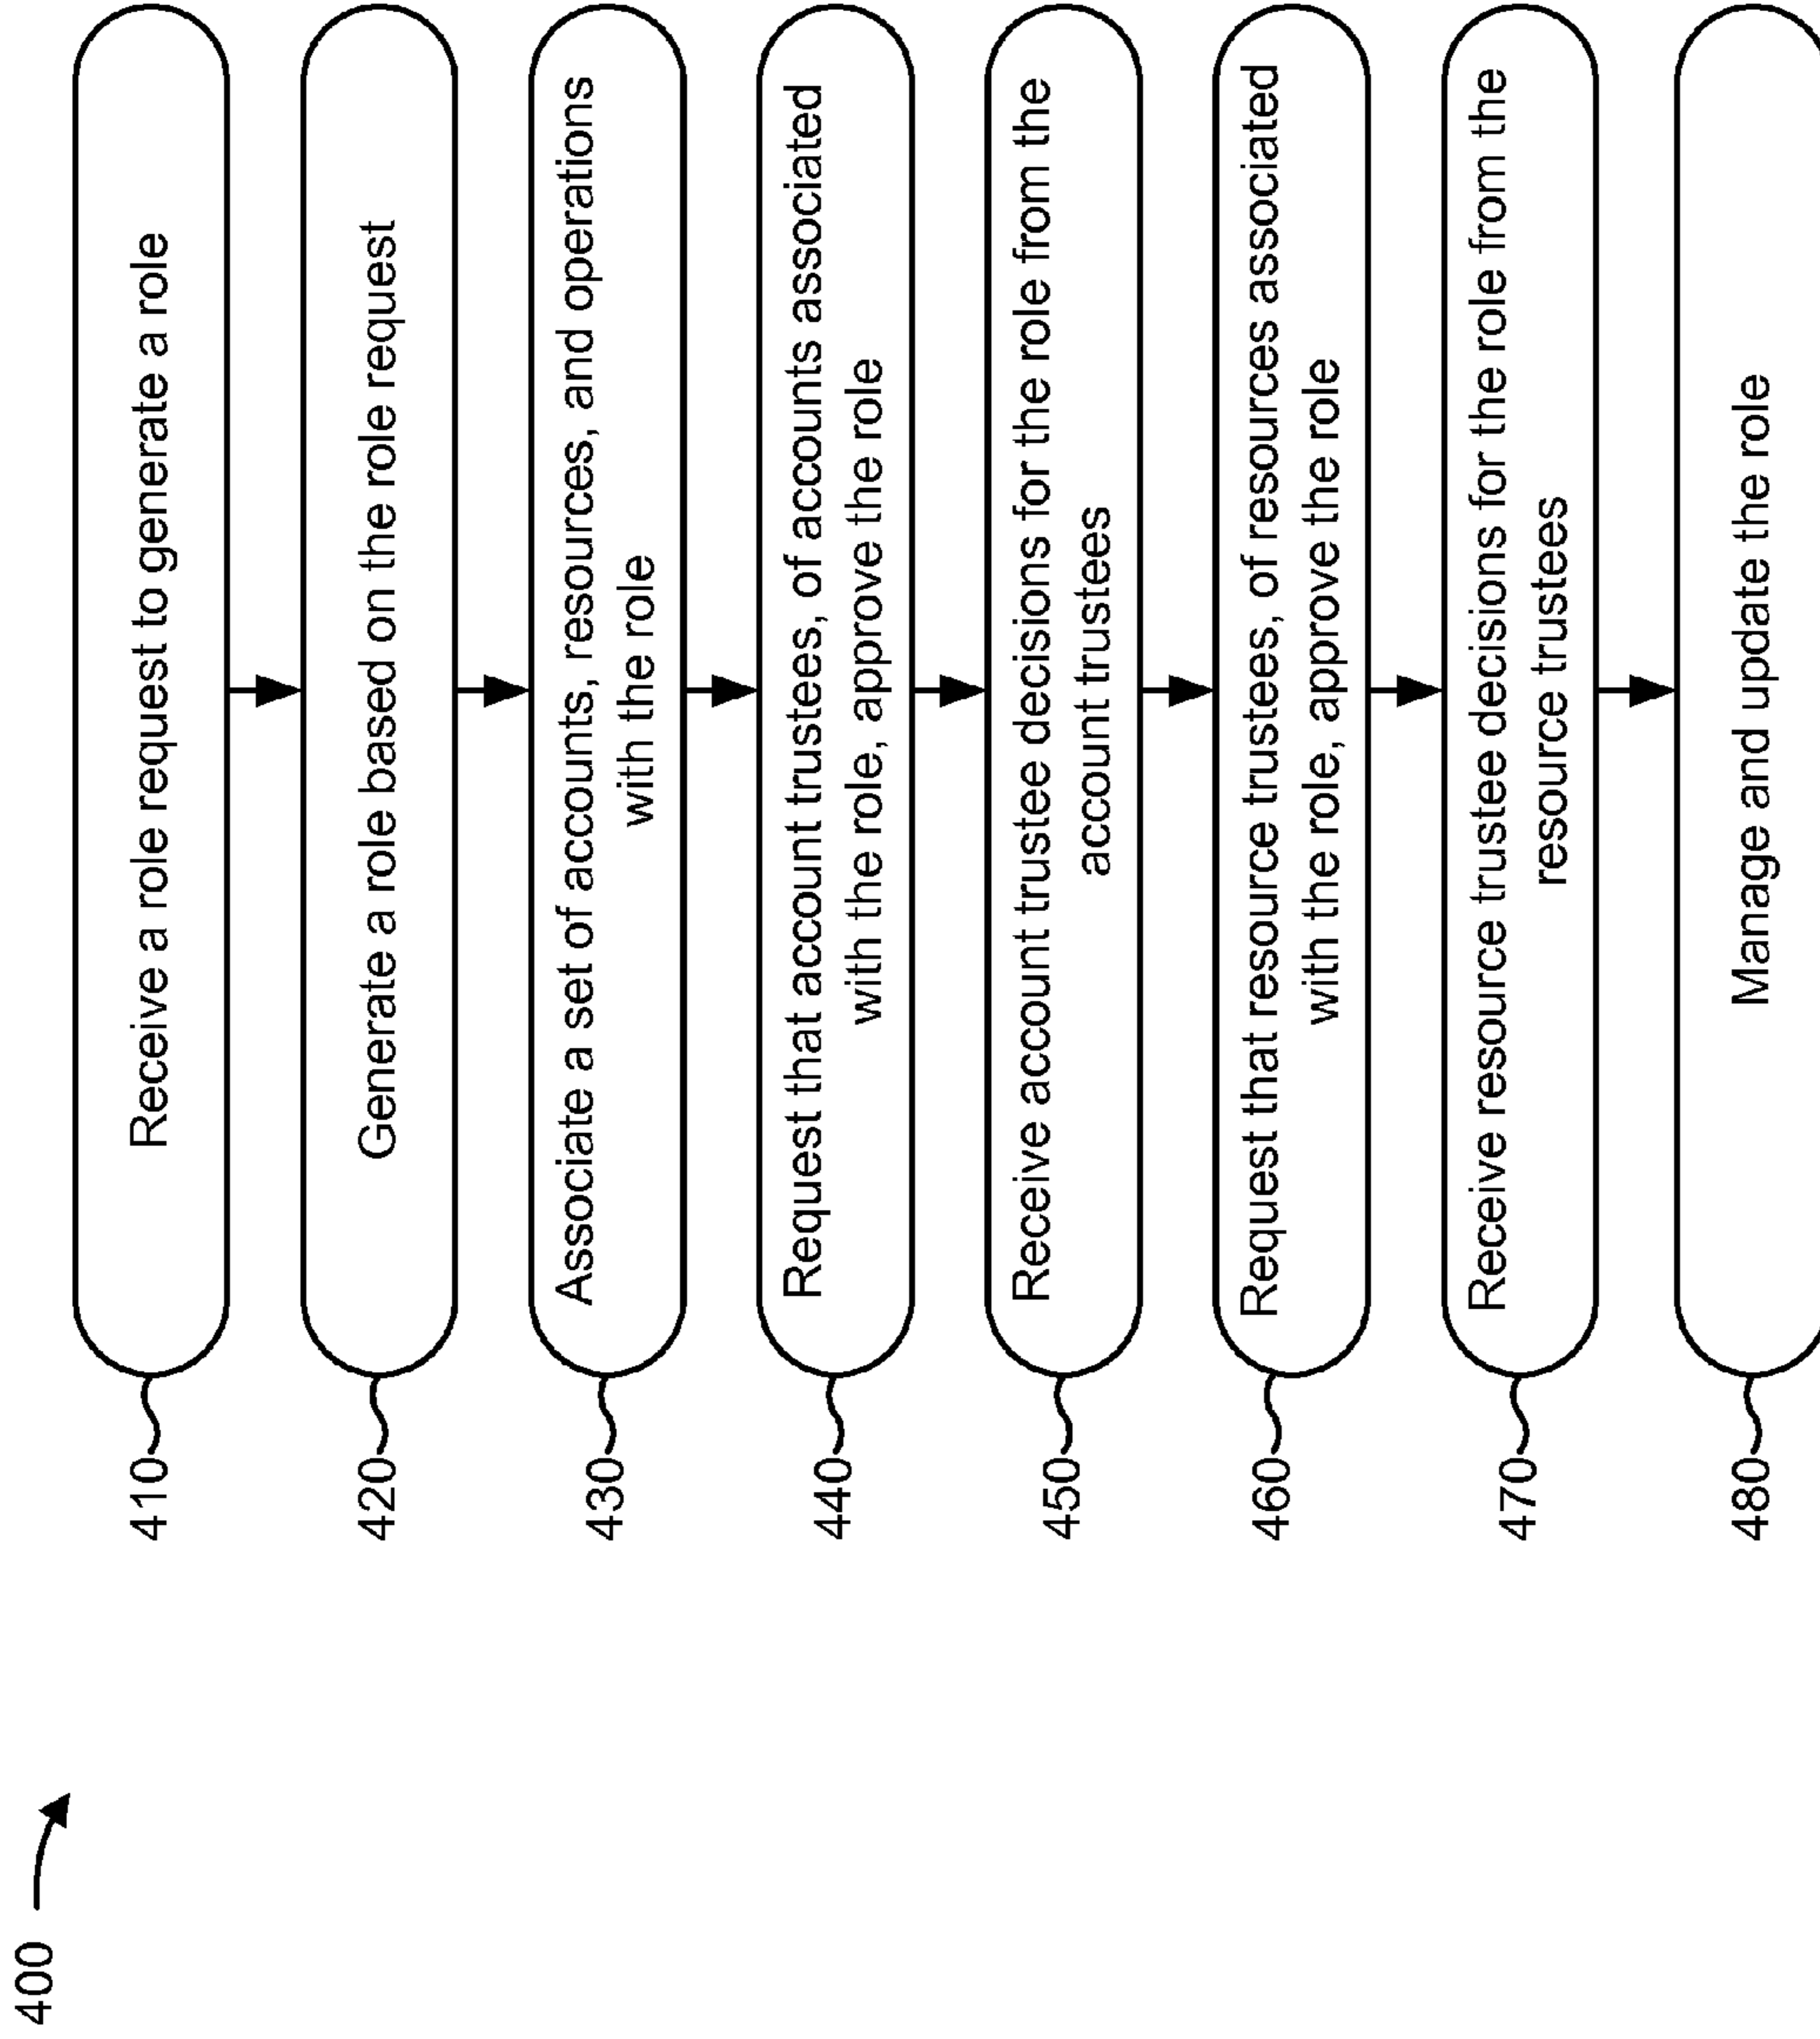 400
410
Receive a role request to generate a role
420
Generate a role based on the role request
430
Associate a set of accounts, resources, and operations
with the role
440
Request that account trustees, of accounts associated
with the role, approve the role
450
Receive account trustee decisions for the role from the
account trustees
460
Request that resource trustees, of resources associated
with the role, approve the role
470
Receive resource trustee decisions for the role from the
resource trustees
480
Manage and update the role